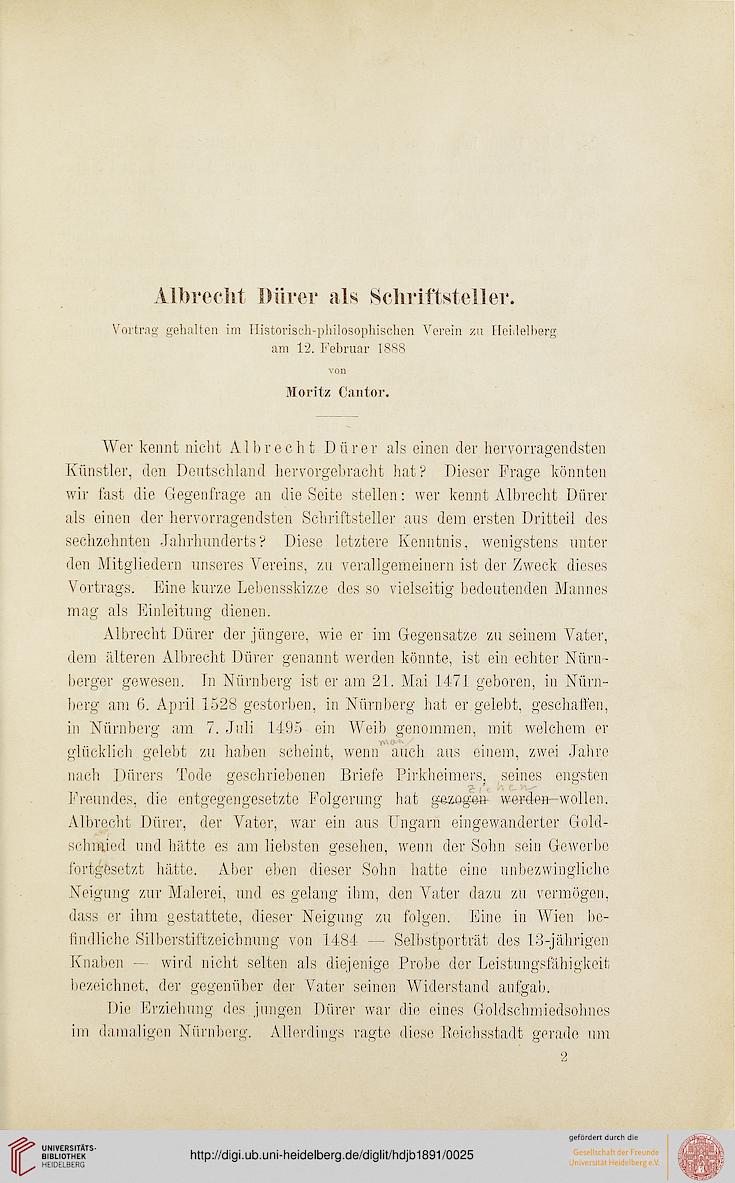 Albrecht Dürer als Schriftsteller.
Vortrag gehalten im Historisch-philosophischen Verein zu Heidelberg
am 12. Februar 1888
von
Moritz Cantor.
Wer kennt nicht Albrecht Dürer als einen der hervorragendsten
Künstler, den Deutschland hervorgebracht hat? Dieser Frage könnten
wir fast die Gegenfrage an die Seite stellen: wer kennt Albrecht Dürer
als einen der hervorragendsten Schriftsteller aus dem ersten Dritteil des
sechzehnten Jahrhunderts? Diese letztere Kenntnis, wenigstens unter
den Mitgliedern unseres Vereins, zu verallgemeinern ist der Zweck dieses
Vortrags. Eine kurze Lebensskizze des so vielseitig bedeutenden Mannes
mag als Einleitung dienen.
Albrecht Dürer der jüngere, wie er im Gegensatze zu seinem Vater,
dem älteren Albrecht Dürer genannt werden könnte, ist ein echter Nürn-
berger gewesen. In Nürnberg ist er am 21. Mai 1471 geboren, in Nürn-
berg am 6. April 1528 gestorben, in Nürnberg hat er gelebt, geschaffen,
in Nürnberg am 7. Juli 1495 ein Weib genommen, mit welchem er
man
glücklich gelebt zu haben scheint, wenn auch aus einem, zwei Jahre
nach Dürers Tode geschriebenen Briefe Pirkheimers, seines engsten
ziehen
Freundes, die entgegengesetzte Folgerung hat gezogen werden wollen.
Albrecht Dürer, der Vater, war ein aus Ungarn eingewanderter Gold-
schmied und hätte es am liebsten gesehen, wenn der Sohn sein Gewerbe
fortgesetzt hätte. Aber eben dieser Sohn hatte eine unbezwingliche
Neigung zur Malerei, und es gelang ihm, den Vater dazu zu vermögen,
dass er ihm gestattete, dieser Neigung zu folgen. Eine in Wien be-
findliche Silberstiftzeichnung von 1484 — Selbstporträt des 13-jährigen
Knaben — wird nicht selten als diejenige Probe der Leistungsfähigkeit
bezeichnet, der gegenüber der Vater seinen Widerstand aufgab.
Die Erziehung des jungen Dürer war die eines Goldschmiedsohnes
im damaligen Nürnberg. Allerdings ragte diese Reichsstadt gerade um
2
UNIVERSITÄTS-
BIBLIOTHEK
HEIDELBERG
http://digi.ub.uni-heidelberg.de/diglit/hdjb1891/0025
gefördert durch die
Gesellschaft der Freunde
Universität Heidelberg e.V.